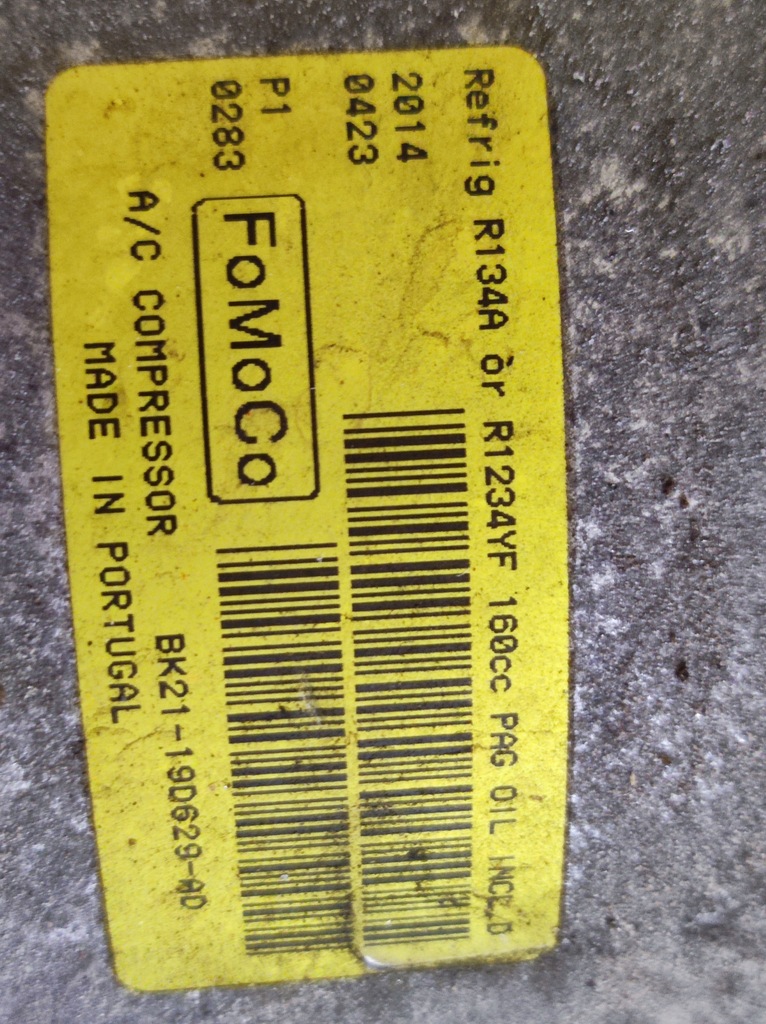 Refrig R134A or R1234YF 160cc PAG OIL INCL'D
2014
0423
P1
0283
FoMoCo
A/C COMPRESSOR BK21-19D629-AD
MADE IN PORTUGAL